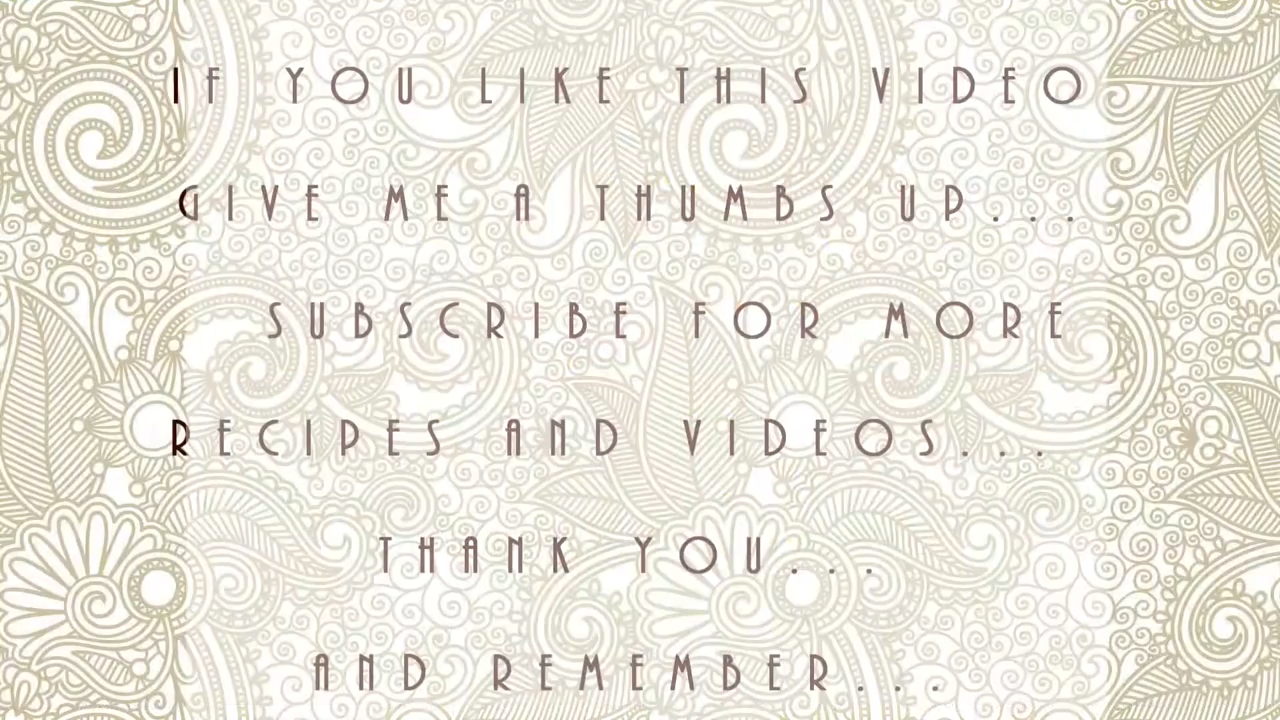 IF YOU LIKE THIS VIDEO
GIVE ME A THUMBS UP...
SUBSCRIBE FOR MORE
RECIPES AND VIDEOS...
THANK YOU...
AND REMEMBER...